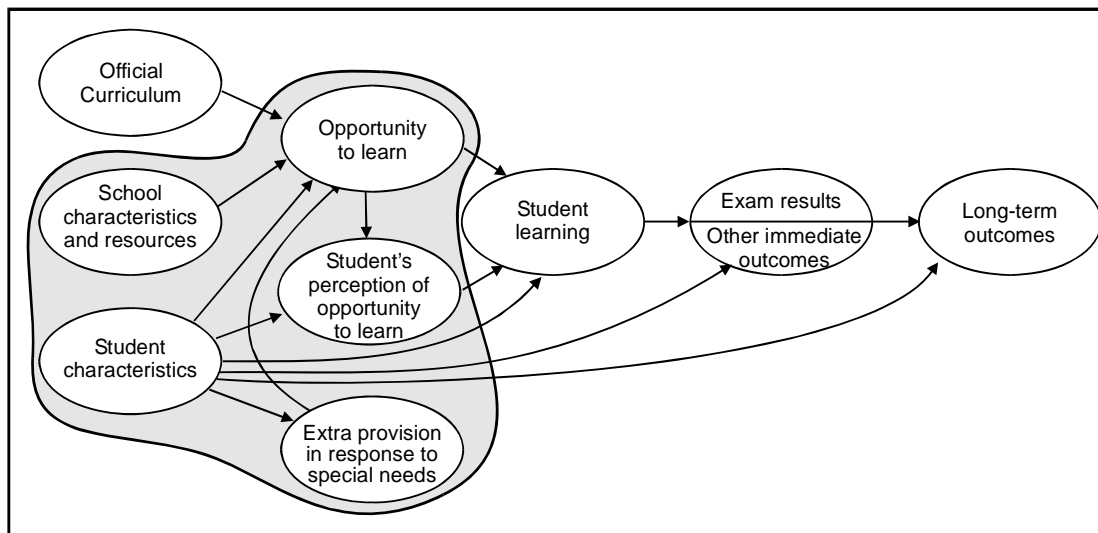 Official
Curriculum
Opportunity
to learn
School
characteristics
and resources
Student’s
perception of
opportunity
to learn
Student
characteristics
Extra provision
in response to
special needs
Student
learning
Exam results
Other immediate
outcomes
Long-term
outcomes